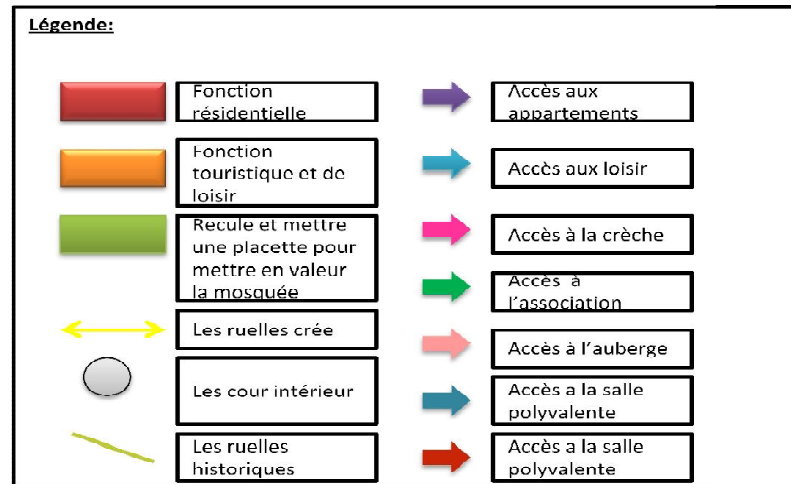 Légende:
Fonction
résidentielle
Fonction
touristique et de
loisir
Recule et mettre
une placette pour
mettre en valeur
la mosquée
Les ruelles crée
Les cour intérieur
Les ruelles
historiques
Accès aux
appartements
Accès aux loisir
Accès à la crèche
Accès à
l'association
Accès à l'auberge
Accès a la salle
polyvalente
Accès a la salle
polyvalente